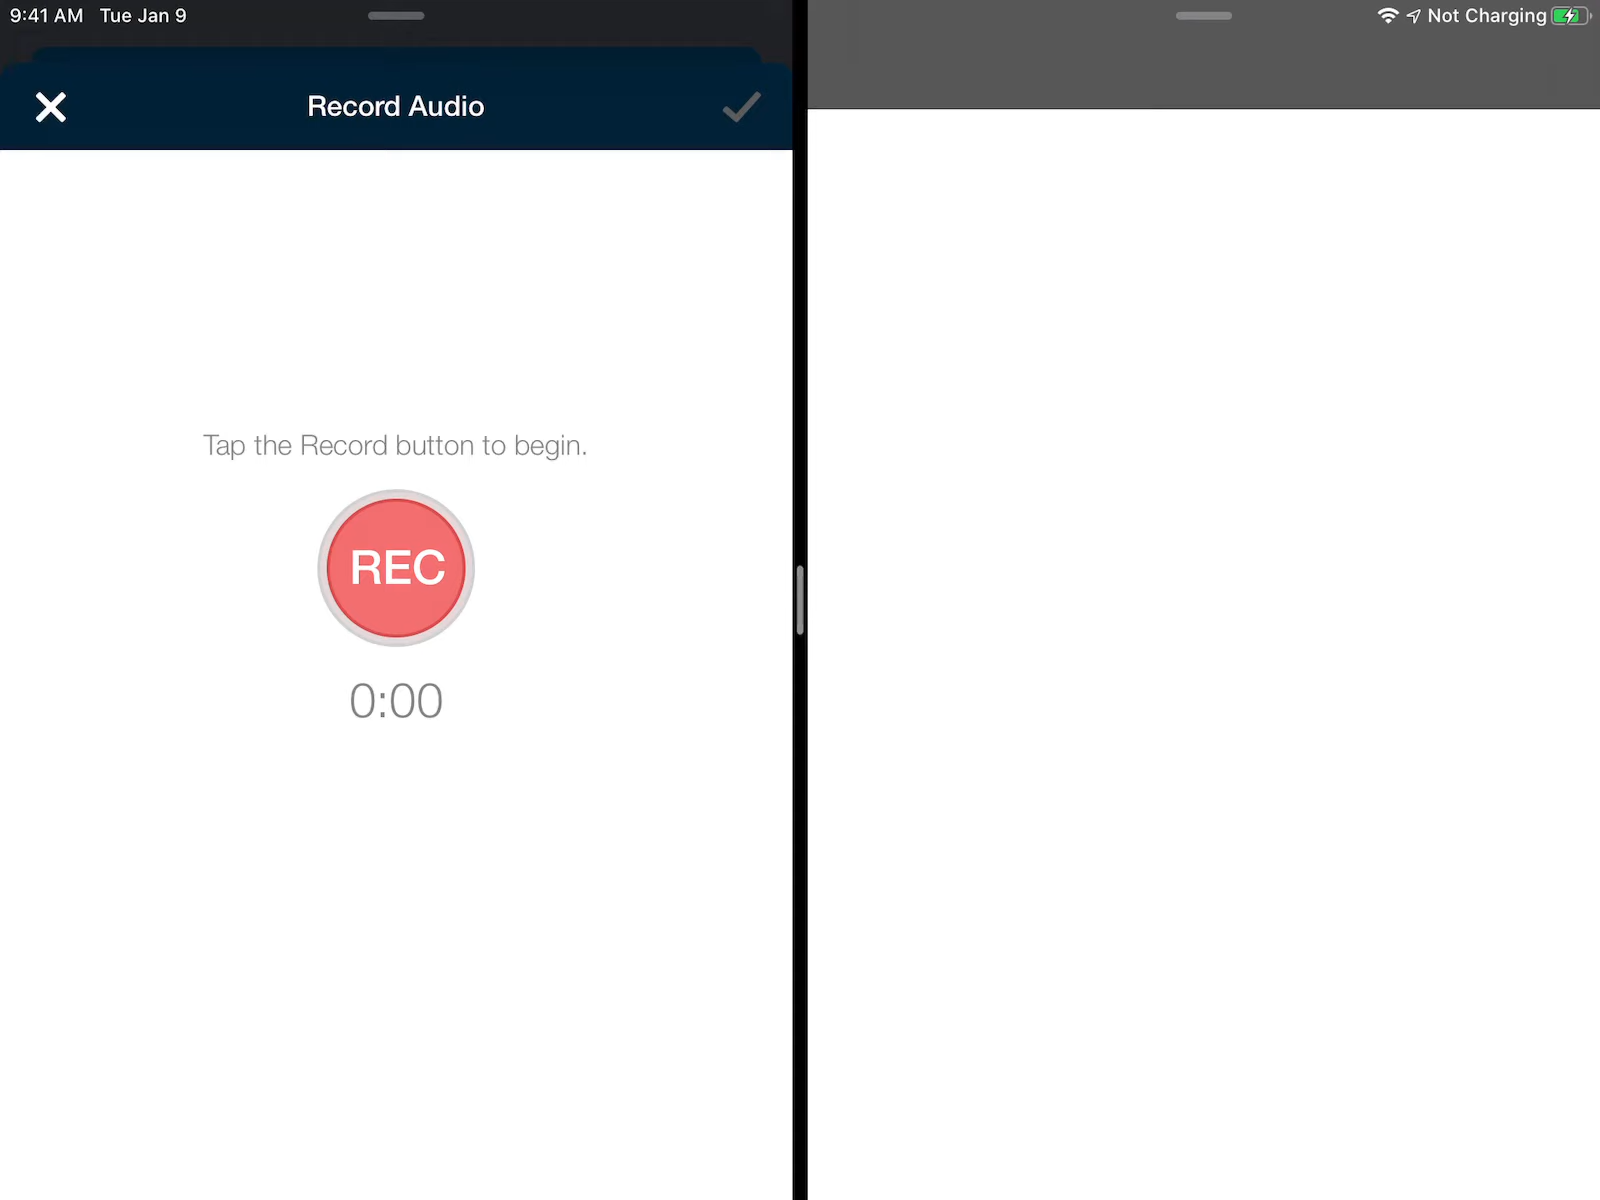 9:41 AM Tue Jan 9
Not Charging
Record Audio
Tap the Record button to begin.
REC
0:00